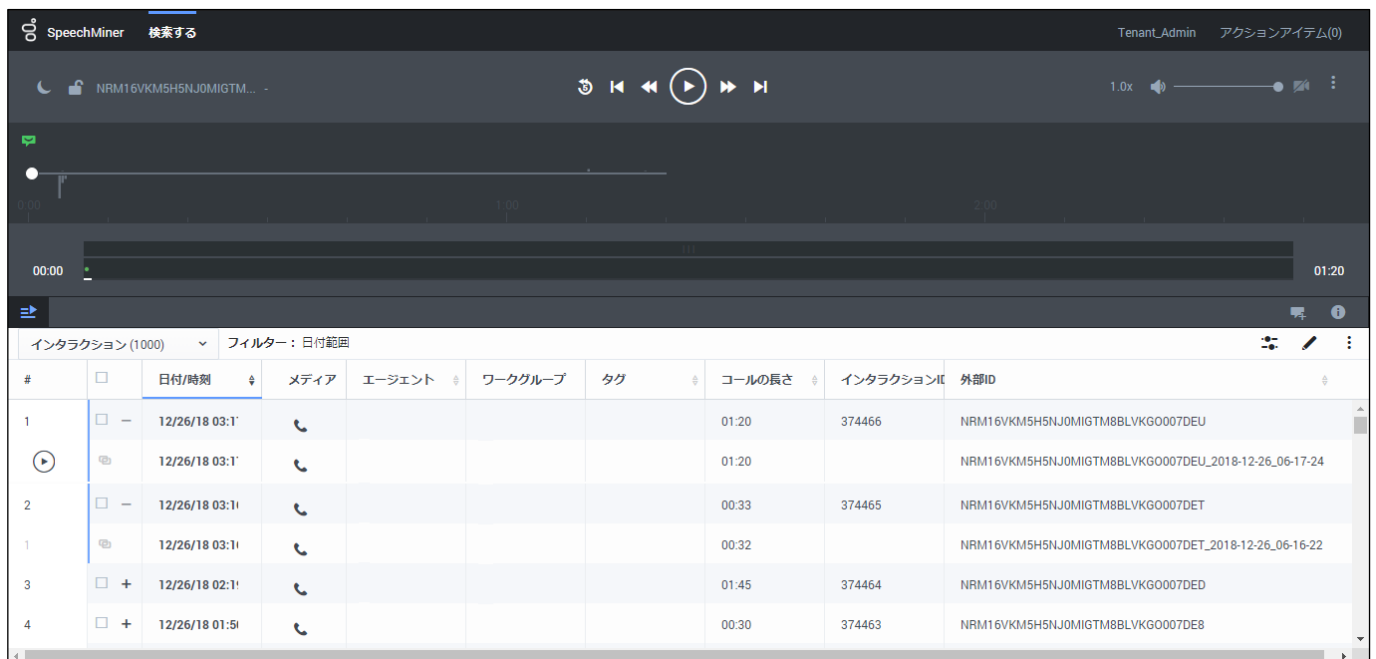 SpeechMiner 検索する Tenant_Admin アクションアイテム(0)
NRM16VKM5H5NJ0MIGTM... - 5 1.0x
0:00 1:00 2:00
00:00 01:20
インタラクション (1000) フィルター： 日付範囲
# 日付/時刻 メディア エージェント ワークグループ タグ コールの長さ インタラクションID 外部ID
1 12/26/18 03:1 01:20 374466 NRM16VKM5H5NJ0MIGTM8BLVKGO007DEU
12/26/18 03:1 01:20 NRM16VKM5H5NJ0MIGTM8BLVKGO007DEU_2018-12-26_06-17-24
2 12/26/18 03:1 00:33 374465 NRM16VKM5H5NJ0MIGTM8BLVKGO007DET
1 12/26/18 03:1 00:32 NRM16VKM5H5NJ0MIGTM8BLVKGO007DET_2018-12-26_06-16-22
3 12/26/18 02:1 01:45 374464 NRM16VKM5H5NJ0MIGTM8BLVKGO007DED
4 12/26/18 01:5 00:30 374463 NRM16VKM5H5NJ0MIGTM8BLVKGO007DE8